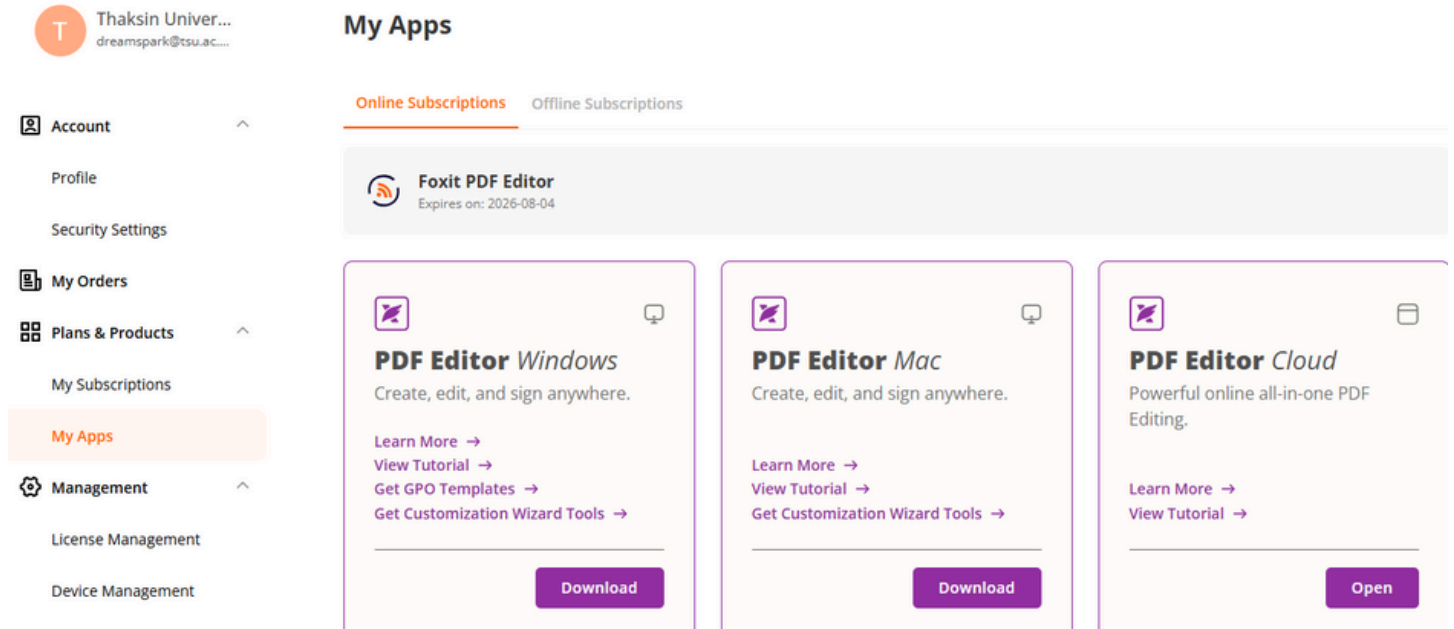 T
Thaksin Univer...
dreamspark@tsu.ac....
Account
Profile
Security Settings
My Orders
Plans & Products
My Subscriptions
My Apps
Management
License Management
Device Management
My Apps
Online Subscriptions
Offline Subscriptions
Foxit PDF Editor
Expires on: 2026-08-04
PDF Editor Windows
Create, edit, and sign anywhere.
Learn More →
View Tutorial →
Get GPO Templates →
Get Customization Wizard Tools →
Download
PDF Editor Mac
Create, edit, and sign anywhere.
Learn More →
View Tutorial →
Get Customization Wizard Tools →
Download
PDF Editor Cloud
Powerful online all-in-one PDF
Editing.
Learn More →
View Tutorial →
Open